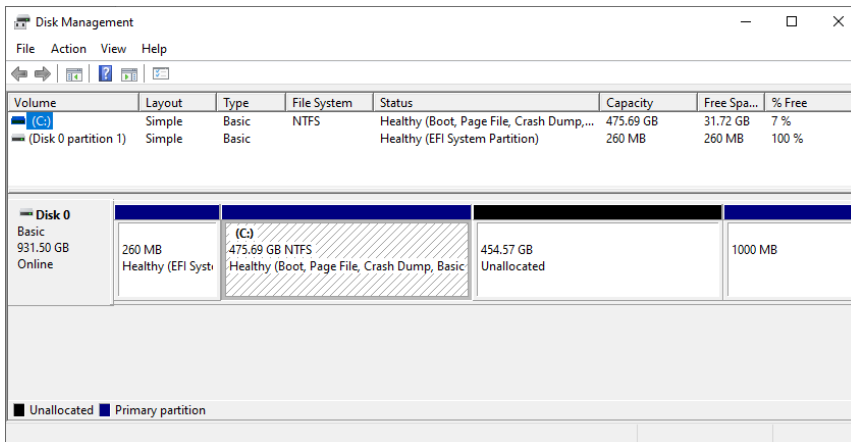 Disk Management
File Action View Help
Volume Layout Type File System Status Capacity Free Spa... % Free
(C:) Simple Basic NTFS Healthy (Boot, Page File, Crash Dump,... 475.69 GB 31.72 GB 7 %
(Disk 0 partition 1) Simple Basic Healthy (EFI System Partition) 260 MB 260 MB 100 %
Disk 0
Basic
931.50 GB
Online
260 MB
Healthy (EFI Syst
(C:)
475.69 GB NTFS
Healthy (Boot, Page File, Crash Dump, Basic
454.57 GB
Unallocated
1000 MB
Unallocated Primary partition